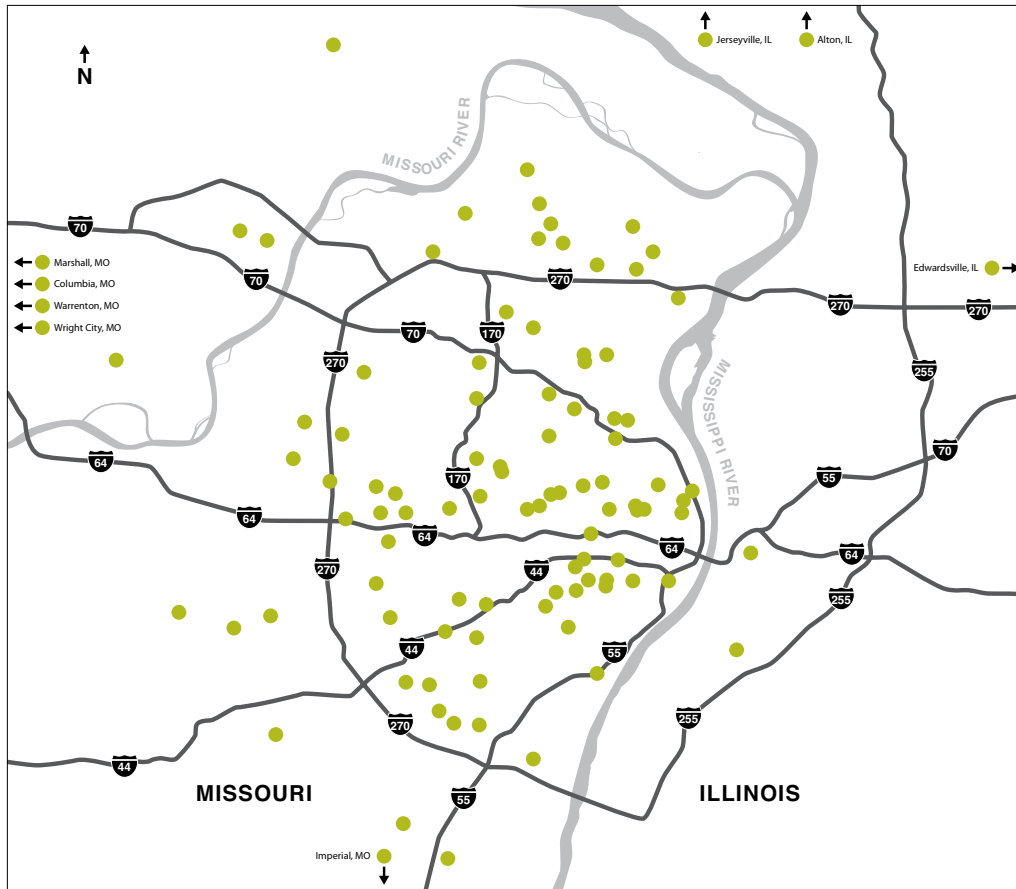 Jerseyville, IL
Alton, IL
N
MISSOURI RIVER
70
Marshall, MO
Columbia, MO
Warrenton, MO
Wright City, MO
Edwardsville, IL
70
270
270
270
70
170
270
MISSISSIPPI RIVER
255
64
170
70
55
64
64
64
64
270
44
255
44
55
270
255
44
MISSOURI
55
ILLINOIS
Imperial, MO